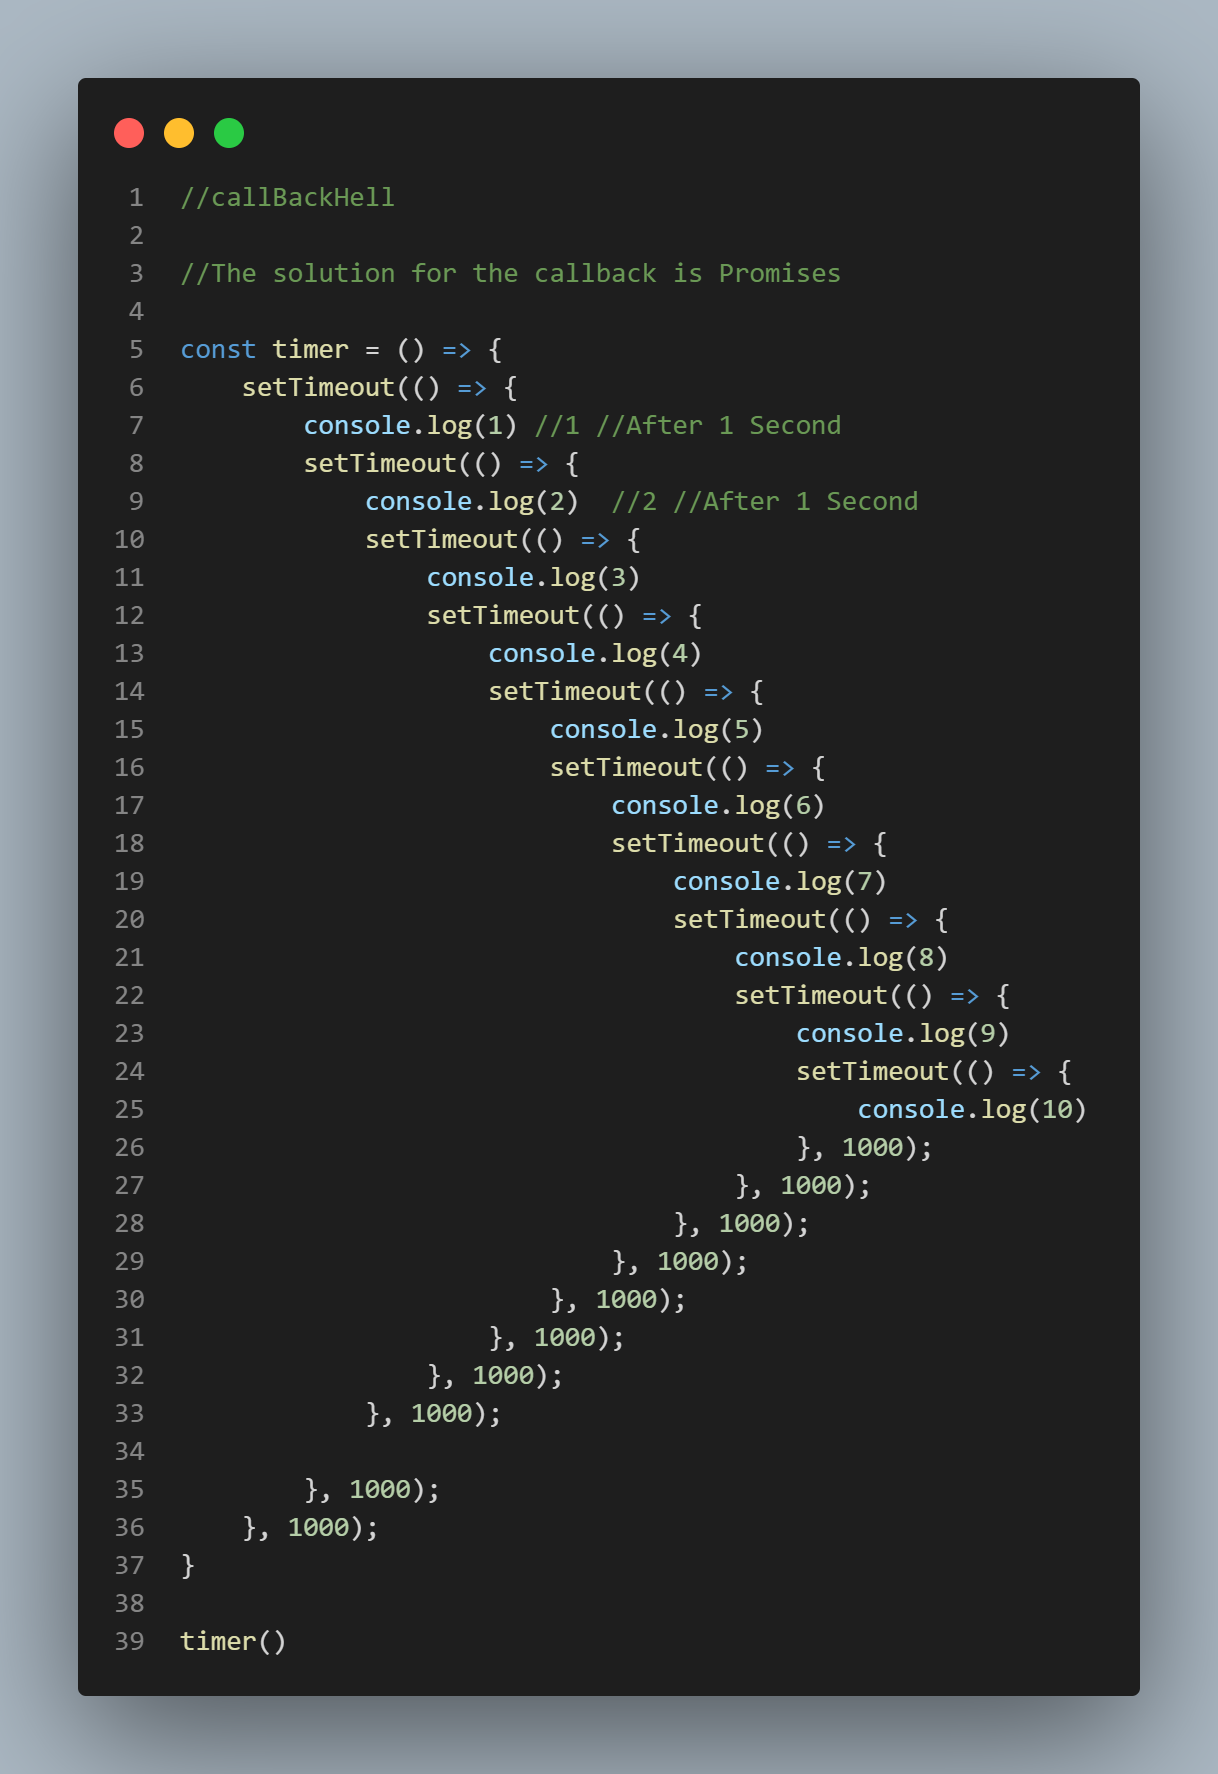 1 //callBackHell
2
3 //The solution for the callback is Promises
4
5 const timer = () => {
6     setTimeout(() => {
7         console.log(1) //1 //After 1 Second
8         setTimeout(() => {
9             console.log(2)  //2 //After 1 Second
10             setTimeout(() => {
11                 console.log(3)
12                 setTimeout(() => {
13                     console.log(4)
14                     setTimeout(() => {
15                         console.log(5)
16                         setTimeout(() => {
17                             console.log(6)
18                             setTimeout(() => {
19                                 console.log(7)
20                                 setTimeout(() => {
21                                     console.log(8)
22                                     setTimeout(() => {
23                                         console.log(9)
24                                         setTimeout(() => {
25                                             console.log(10)
26                                         }, 1000);
27                                     }, 1000);
28                                 }, 1000);
29                             }, 1000);
30                         }, 1000);
31                     }, 1000);
32                 }, 1000);
33             }, 1000);
34
35         }, 1000);
36     }, 1000);
37 }
38
39 timer()